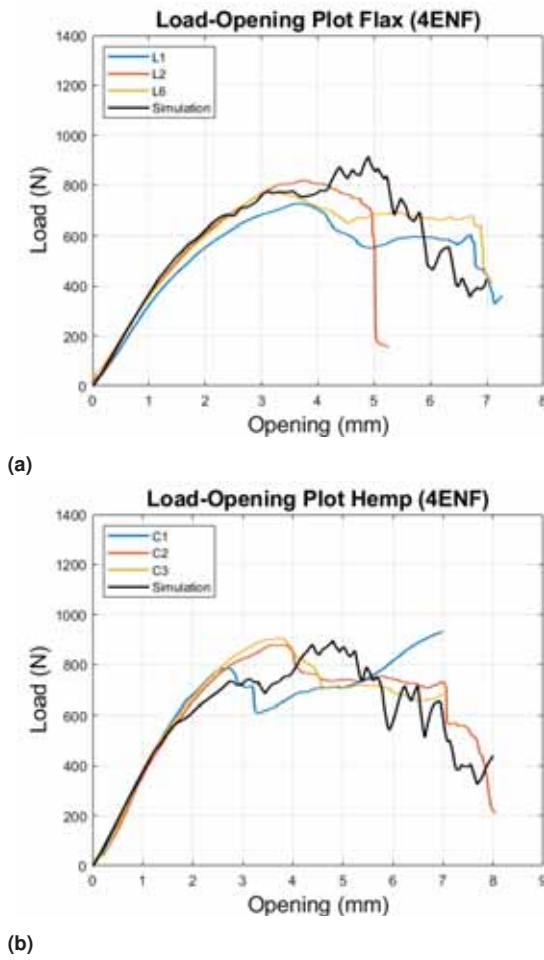 Load-Opening Plot Flax (4ENF)
1400
1200
1000
800
600
400
200
0
L1
L2
L6
Simulation
Load (N)
0 1 2 3 4 5 6 7 8
Opening (mm)
(a)
Load-Opening Plot Hemp (4ENF)
1400
1200
1000
800
600
400
200
0
C1
C2
C3
Simulation
Load (N)
0 1 2 3 4 5 6 7 8 9
Opening (mm)
(b)